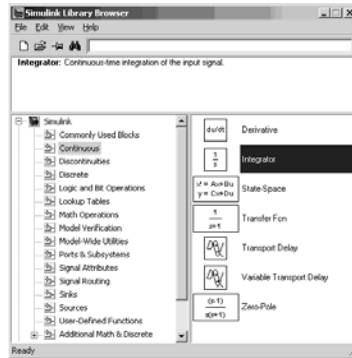 Simulink Library Browser
File Edit View Help
Integrator: Continuous-time integration of the input signal.
Simulink
Commonly Used Blocks
Continuous
Discontinuities
Discrete
Logic and Bit Operations
Lookup Tables
Math Operations
Model Verification
Model-Wide Utilities
Ports & Subsystems
Signal Attributes
Signal Routing
Sinks
Sources
User-Defined Functions
Additional Math & Discrete
du/dt Derivative
1
s
Integrator
x' = Ax+Bu
y = Cx+Du
State-Space
1
s+1
Transfer Fcn
Transport Delay
Variable Transport Delay
(s-1)
s(s+1)
Zero-Pole
Ready